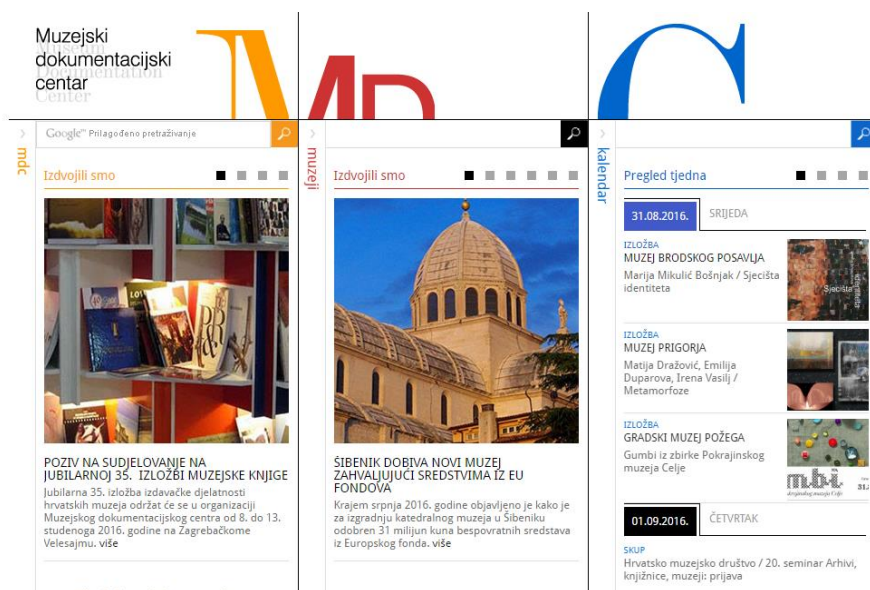 Muzejski
Museum
dokumentacijski
Documentation
centar
Center
M
MD
C
mdc
Google™ Prilagođeno pretraživanje
Izdvojili smo
POZIV NA SUDJELOVANJE NA
JUBILARNOJ 35. IZLOŽBI MUZEJSKE KNJIGE
Jubilarna 35. izložba izdavačke djelatnosti
hrvatskih muzeja održat će se u organizaciji
Muzejskog dokumentacijskog centra od 8. do 13.
studenoga 2016. godine na Zagrebačkome
Velesajmu. više
muzeji
Izdvojili smo
ŠIBENIK DOBIVA NOVI MUZEJ
ZAHVALJUJUĆI SREDSTVIMA IZ EU
FONDOVA
Krajem srpnja 2016. godine objavljeno je kako je
za izgradnju katedralnog muzeja u Šibeniku
odobren 31 milijun kuna bespovratnih sredstava
iz Europskog fonda. više
kalendar
Pregled tjedna
31.08.2016. SRIJEDA
IZLOŽBA
MUZEJ BRODSKOG POSAVLJA
Marija Mikulić Bošnjak / Sjecišta
identiteta
Sjecišta
identiteta
IZLOŽBA
MUZEJ PRIGORJA
Matija Dražović, Emilija
Duparova, Irena Vasilj /
Metamorfoze
IZLOŽBA
GRADSKI MUZEJ POŽEGA
Gumbi iz zbirke Pokrajinskog
muzeja Celje
m.b.i
31.
01.09.2016. ČETVRTAK
SKUP
Hrvatsko muzejsko društvo / 20. seminar Arhivi,
knjižnice, muzeji: prijava